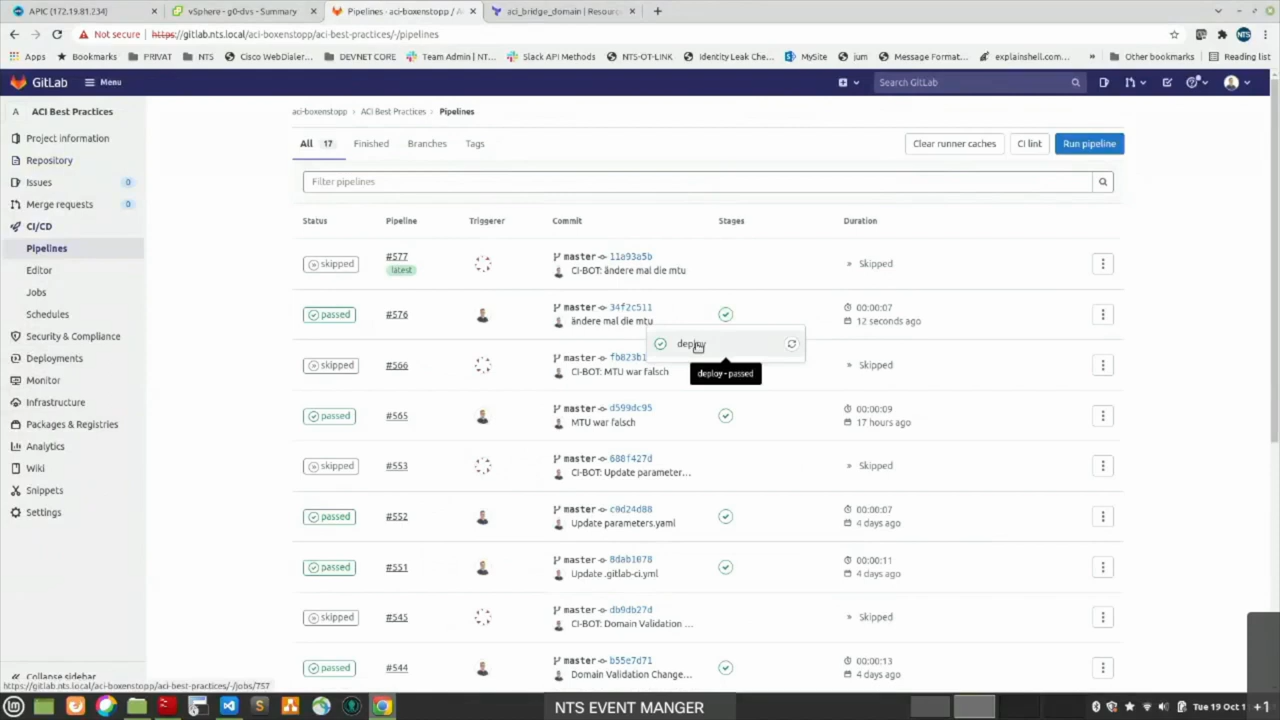 APIC (172.19.81.234)
vSphere - g0-dvs - Summary
Pipelines - aci-boxenstopp / A
aci_bridge_domain | Resour
Not secure
https://gitlab.nts.local/aci-boxenstopp/aci-best-practices/-/pipelines
NTS
Apps
Bookmarks
PRIVAT
NTS
Cisco WebDialer...
DEVNET CORE
Team Admin | NT...
Slack API Methods
NTS-OT-LINK
Identity Leak Chec...
MySite
jum
Message Format...
explainshell.com...
»
Other bookmarks
Reading list
GitLab
Menu
Search GitLab
A
ACI Best Practices
Project information
Repository
Issues
0
Merge requests
0
CI/CD
Pipelines
Editor
Jobs
Schedules
Security & Compliance
Deployments
Monitor
Infrastructure
Packages & Registries
Analytics
Wiki
Snippets
Settings
Collapse sidebar
aci-boxenstopp > ACI Best Practices > Pipelines
All 17
Finished
Branches
Tags
Clear runner caches
CI lint
Run pipeline
Filter pipelines
Status
Pipeline
Triggerer
Commit
Stages
Duration
skipped
#577
latest
master 11a93a5b
CI-BOT: ändere mal die mtu
» Skipped
passed
#576
master 34f2c511
ändere mal die mtu
00:00:07
12 seconds ago
deploy
deploy - passed
skipped
#566
master fb823b1
CI-BOT: MTU war falsch
» Skipped
passed
#565
master d599dc95
MTU war falsch
00:00:09
17 hours ago
skipped
#553
master 688f427d
CI-BOT: Update parameter...
» Skipped
passed
#552
master c0d24d88
Update parameters.yaml
00:00:07
4 days ago
passed
#551
master 8dab1078
Update .gitlab-ci.yml
00:00:11
4 days ago
skipped
#545
master db9db27d
CI-BOT: Domain Validation ...
» Skipped
passed
#544
master b55e7d71
Domain Validation Change...
00:00:13
4 days ago
https://gitlab.nts.local/aci-boxenstopp/aci-best-practices/-/jobs/757
NTS EVENT MANGER
Tue 19 Oct 1
+1